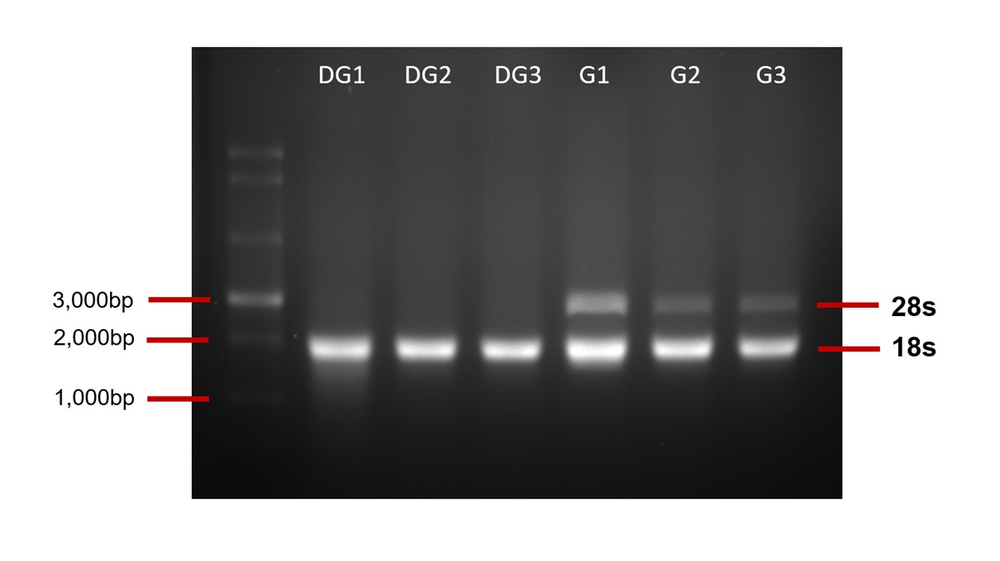 DG1 DG2 DG3 G1 G2 G3
3,000bp
28s
2,000bp
18s
1,000bp